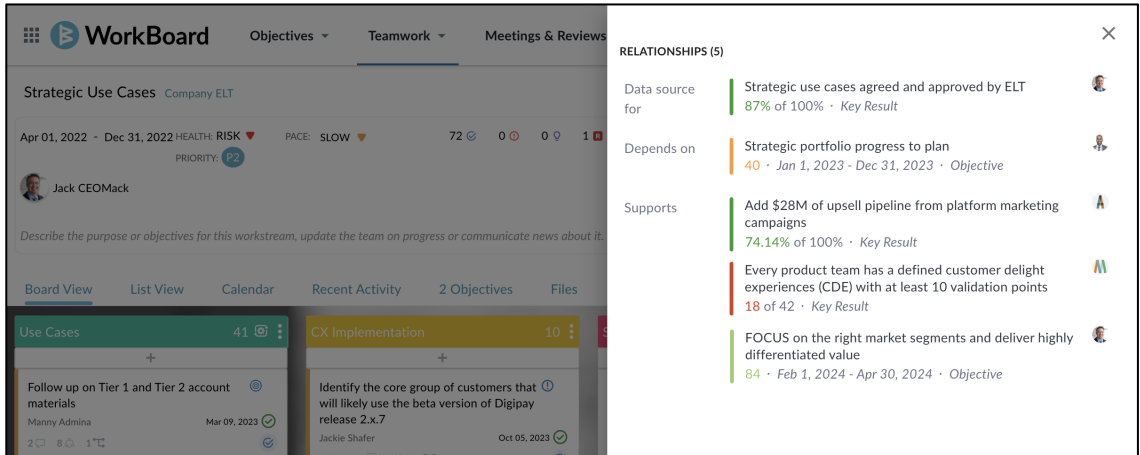 WorkBoard
Objectives
Teamwork
Meetings & Reviews
Strategic Use Cases Company ELT
Apr 01, 2022 - Dec 31, 2022 HEALTH: RISK PACE: SLOW 72 0 0 1 R
PRIORITY: P2
Jack CEOMack
Describe the purpose or objectives for this workstream, update the team on progress or communicate news about it.
Board View List View Calendar Recent Activity 2 Objectives Files
Use Cases 41
+
Follow up on Tier 1 and Tier 2 account
materials
Manny Admina Mar 09, 2023
2 8 1
CX Implementation 10
+
Identify the core group of customers that
will likely use the beta version of Digipay
release 2.x.7
Jackie Shafer Oct 05, 2023
RELATIONSHIPS (5)
Data source
for
Strategic use cases agreed and approved by ELT
87% of 100% · Key Result
Depends on
Strategic portfolio progress to plan
40 · Jan 1, 2023 - Dec 31, 2023 · Objective
Supports
Add $28M of upsell pipeline from platform marketing
campaigns
74.14% of 100% · Key Result
Every product team has a defined customer delight
experiences (CDE) with at least 10 validation points
18 of 42 · Key Result
FOCUS on the right market segments and deliver highly
differentiated value
84 · Feb 1, 2024 - Apr 30, 2024 · Objective